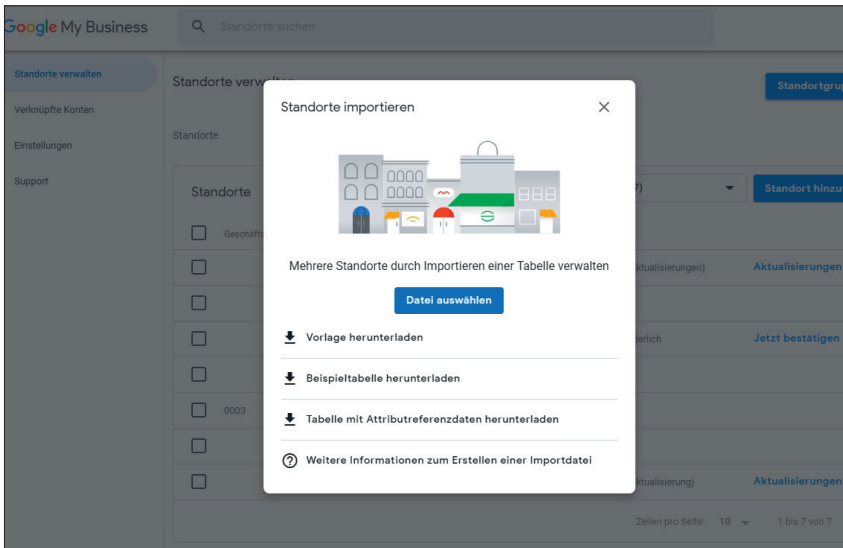 Google My Business
Standorte suchen
Standorte verwalten
Verknüpfte Konten
Einstellungen
Support
Standorte
Standortgrup
Standorte importieren
Mehrere Standorte durch Importieren einer Tabelle verwalten
Datei auswählen
Vorlage herunterladen
Beispieltabelle herunterladen
Tabelle mit Attributreferenzdaten herunterladen
Weitere Informationen zum Erstellen einer Importdatei
Standorte
7)
Standort hinzu
Geschäfts
ktualisierungen)
Aktualisierungen
derlich
Jetzt bestätigen
0003
ktualisierung)
Aktualisierungen
Zeilen pro Seite: 10
1 bis 7 von 7